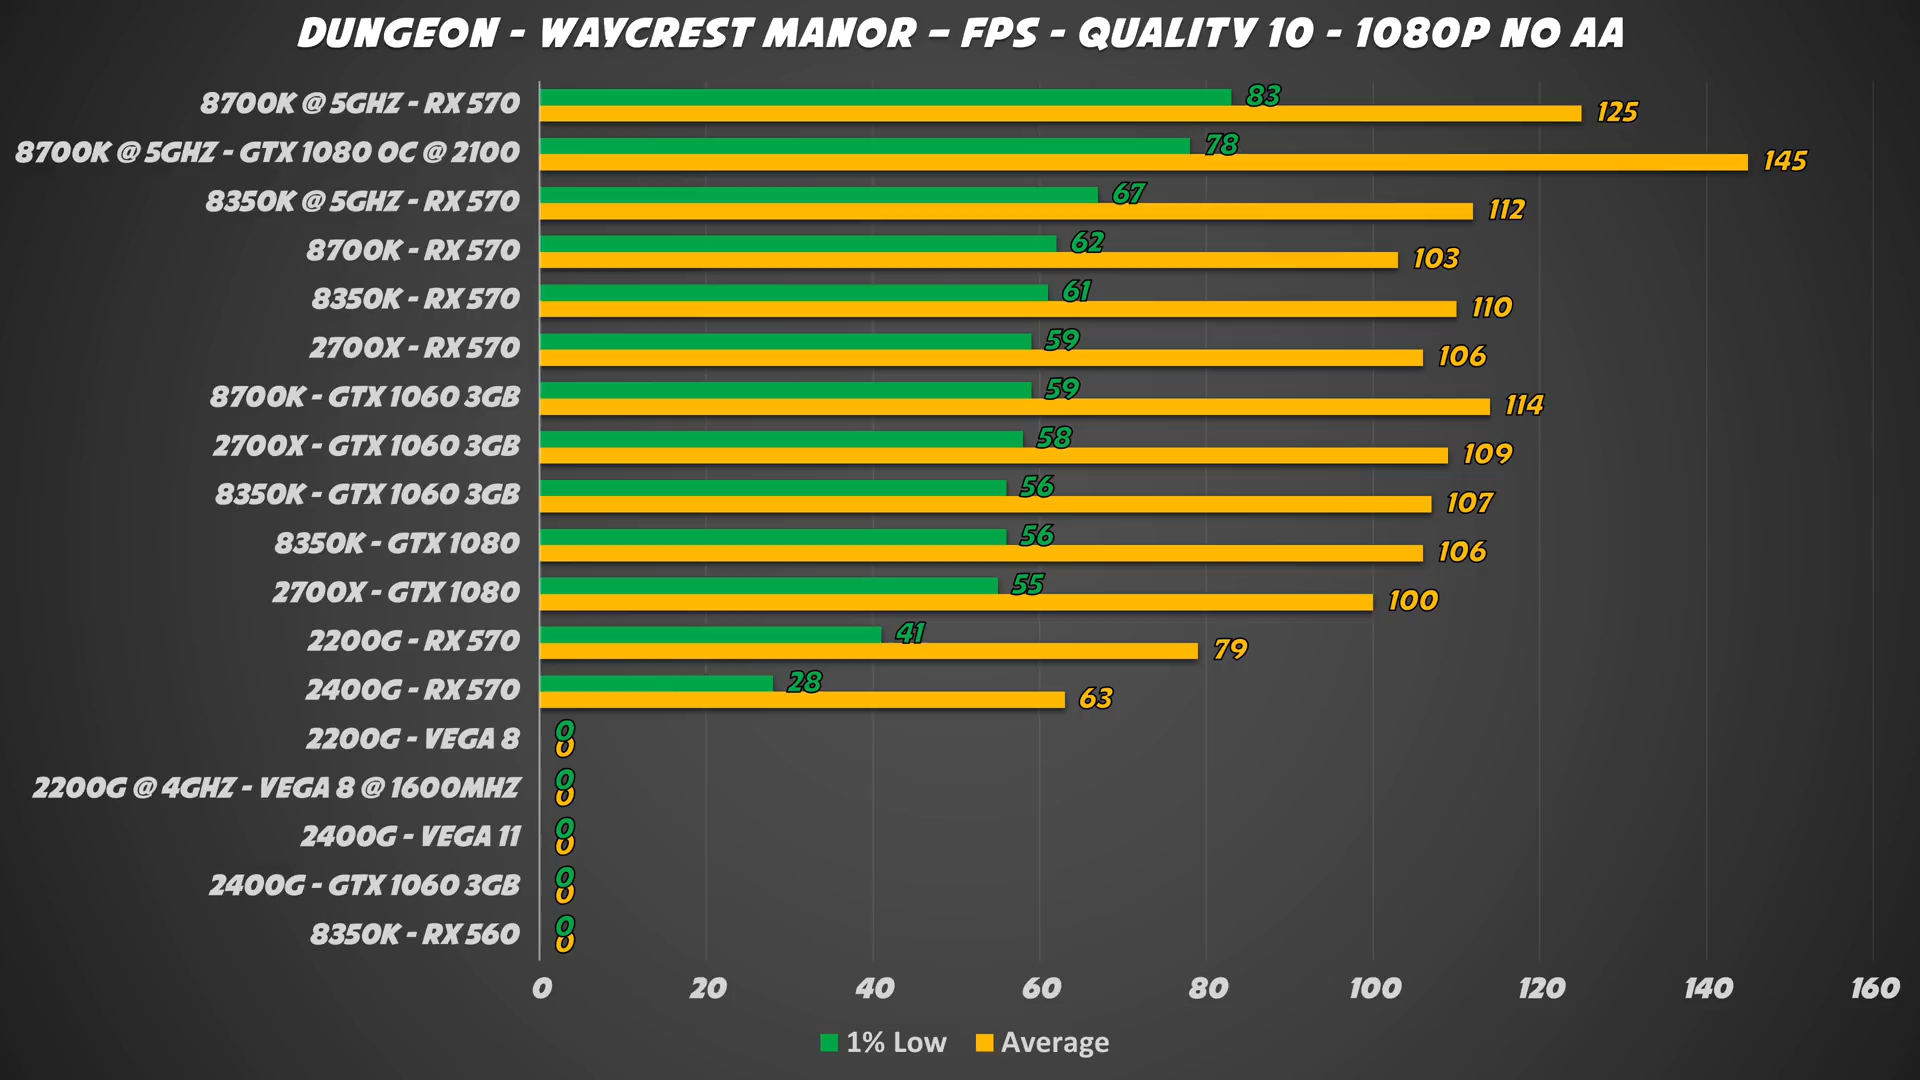 DUNGEON - WAYCREST MANOR – FPS - QUALITY 10 - 1080P NO AA
8700K @ 5GHZ - RX 570
83
125
8700K @ 5GHZ - GTX 1080 OC @ 2100
78
145
8350K @ 5GHZ - RX 570
67
112
8700K - RX 570
62
103
8350K - RX 570
61
110
2700X - RX 570
59
106
8700K - GTX 1060 3GB
59
114
2700X - GTX 1060 3GB
58
109
8350K - GTX 1060 3GB
56
107
8350K - GTX 1080
56
106
2700X - GTX 1080
55
100
2200G - RX 570
41
79
2400G - RX 570
28
63
2200G - VEGA 8
0
0
2200G @ 4GHZ - VEGA 8 @ 1600MHZ
0
0
2400G - VEGA 11
0
0
2400G - GTX 1060 3GB
0
0
8350K - RX 560
0
0
0 20 40 60 80 100 120 140 160
1% Low Average